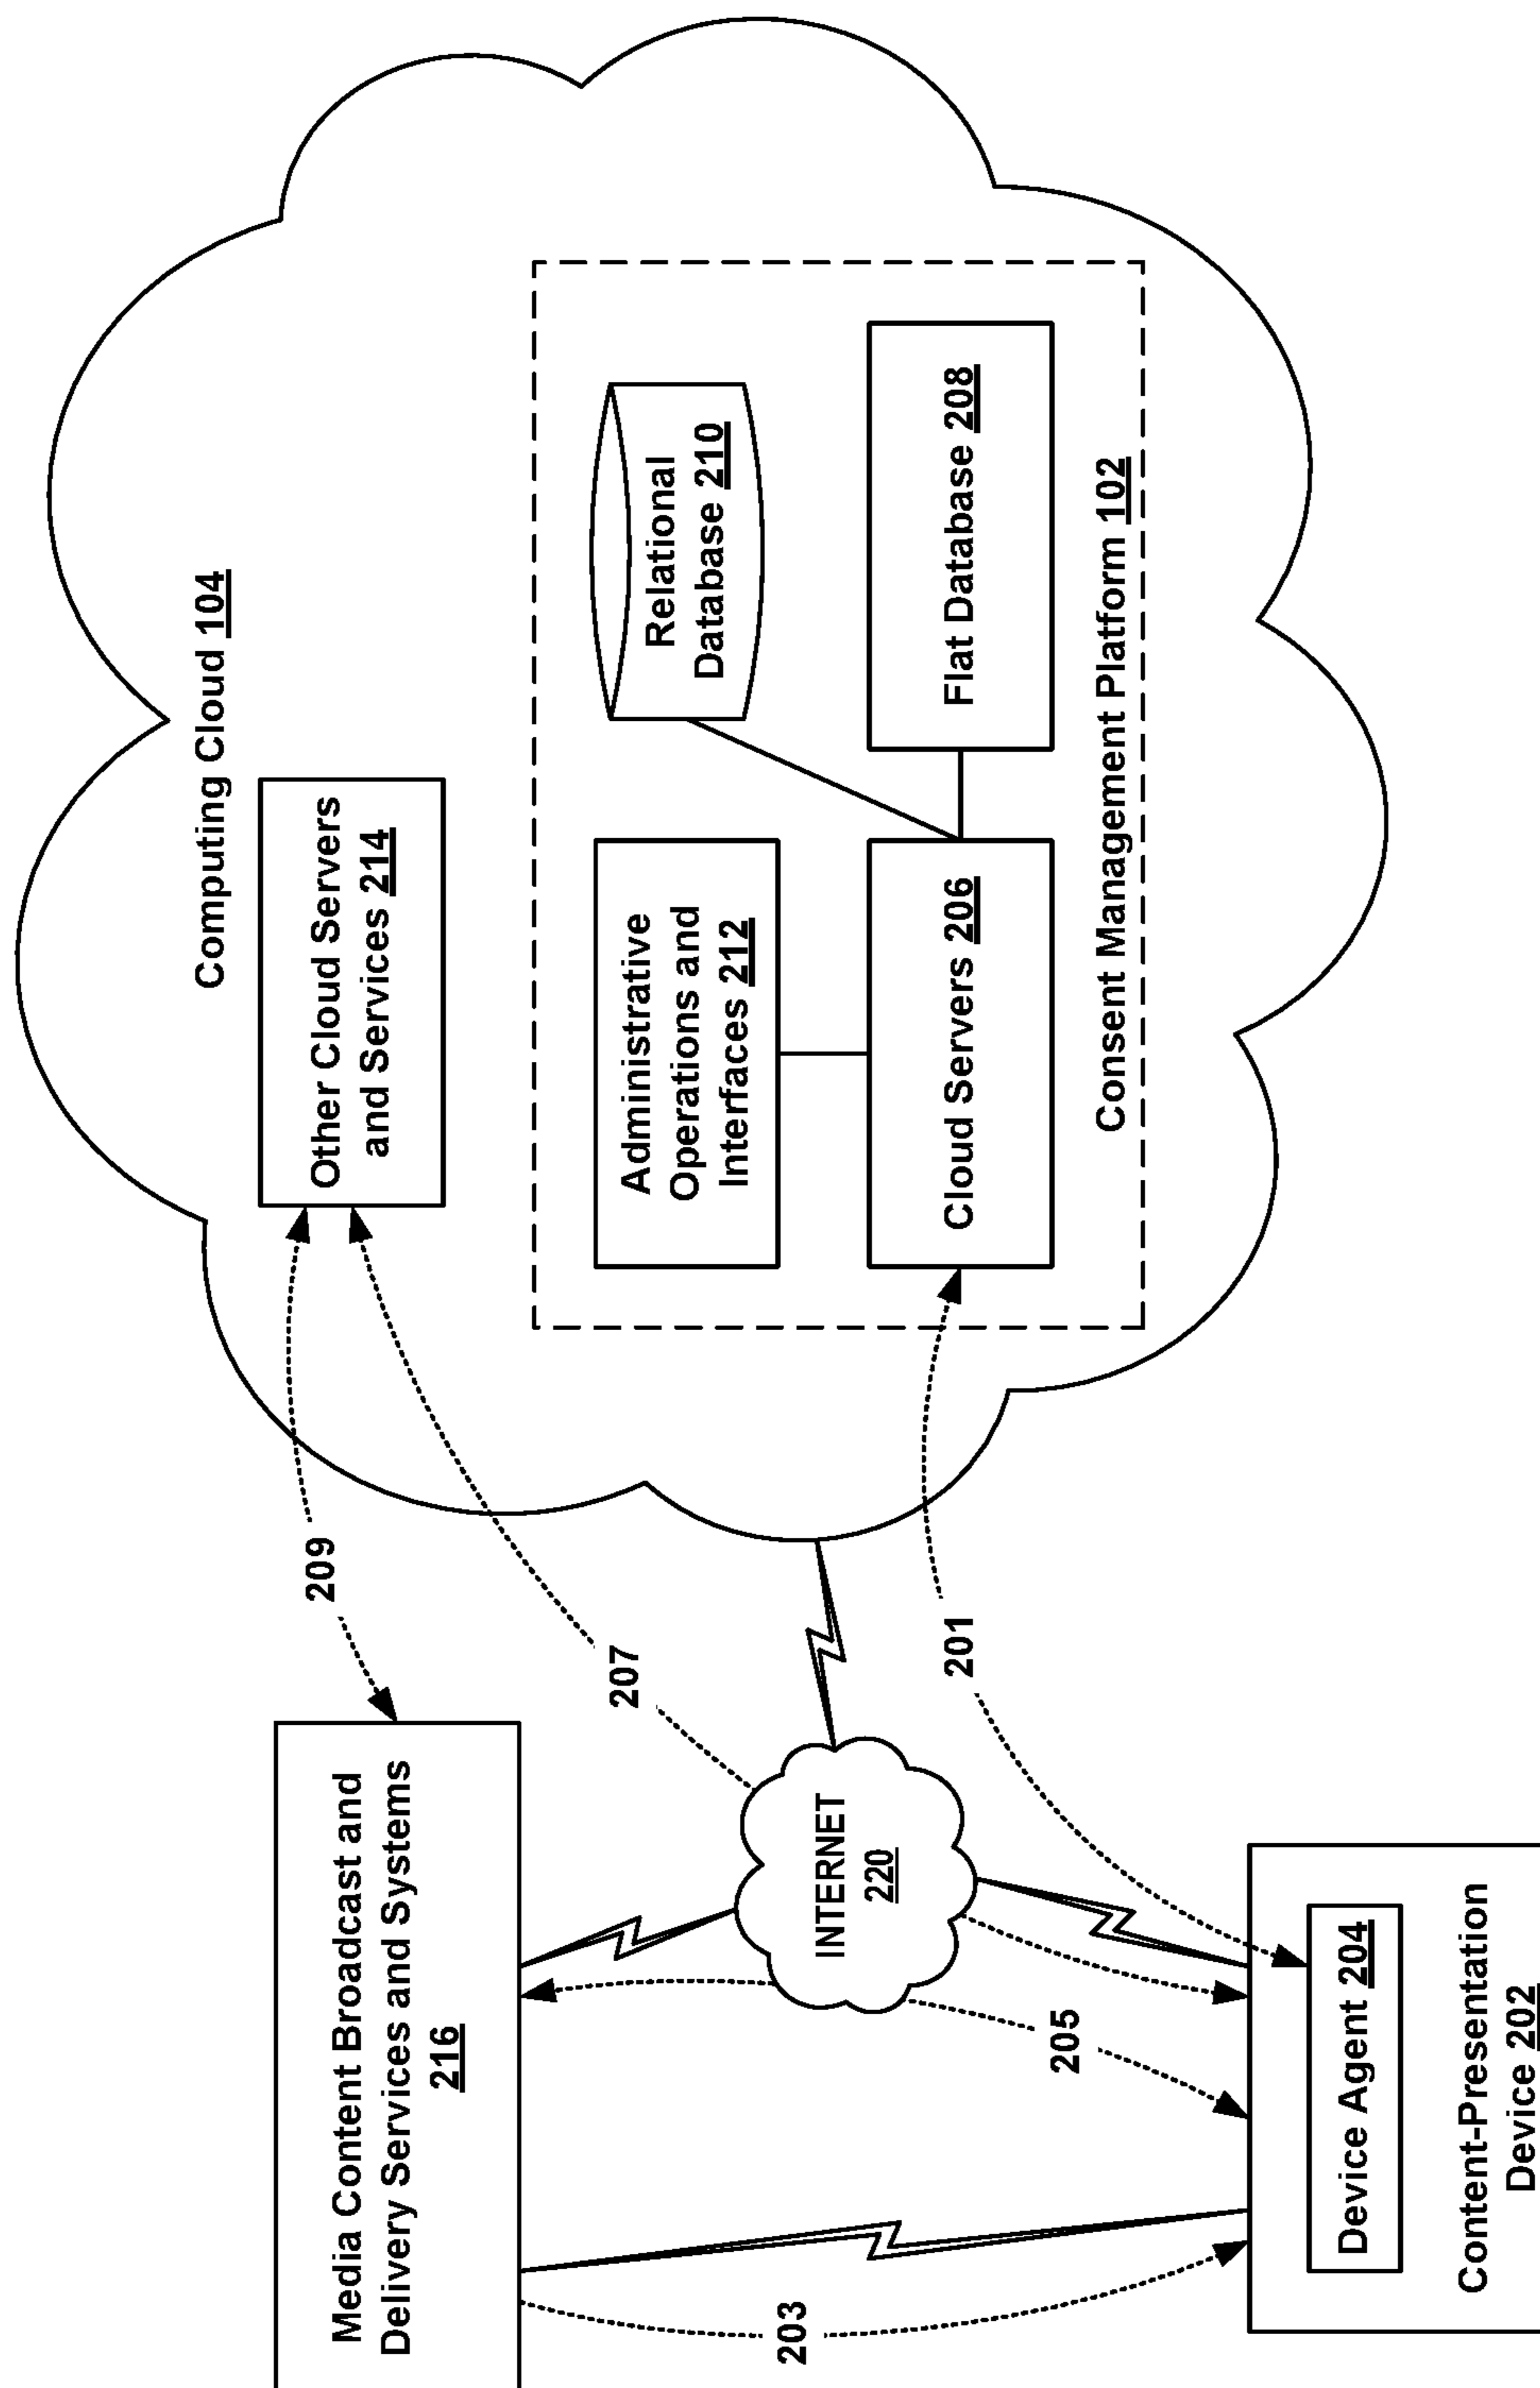 Computing Cloud 104
Media Content Broadcast and
Delivery Services and Systems
216
209
Other Cloud Servers
and Services 214
207
Administrative
Operations and
Interfaces 212
Relational
Database 210
INTERNET
220
203
205
201
Cloud Servers 206
Flat Database 208
Consent Management Platform 102
Device Agent 204
Content-Presentation
Device 202